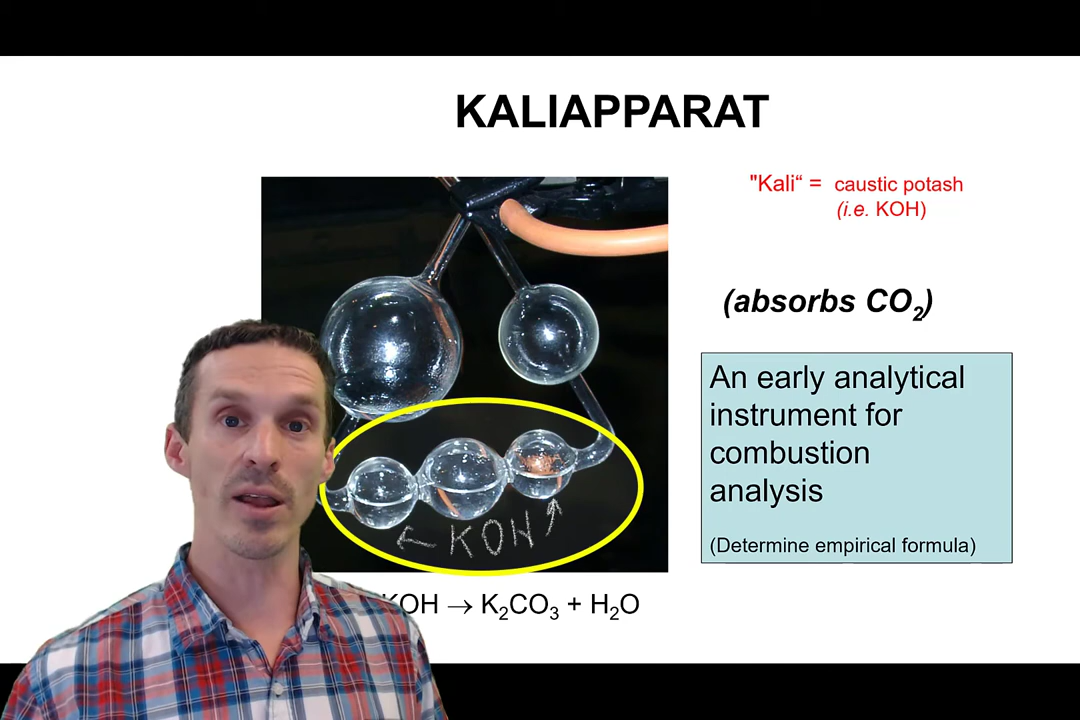 KALIAPPARAT
"Kali“ = caustic potash
(i.e. KOH)
(absorbs CO₂)
An early analytical
instrument for
combustion
analysis
(Determine empirical formula)
← KOH ↗
KOH → K₂CO₃ + H₂O